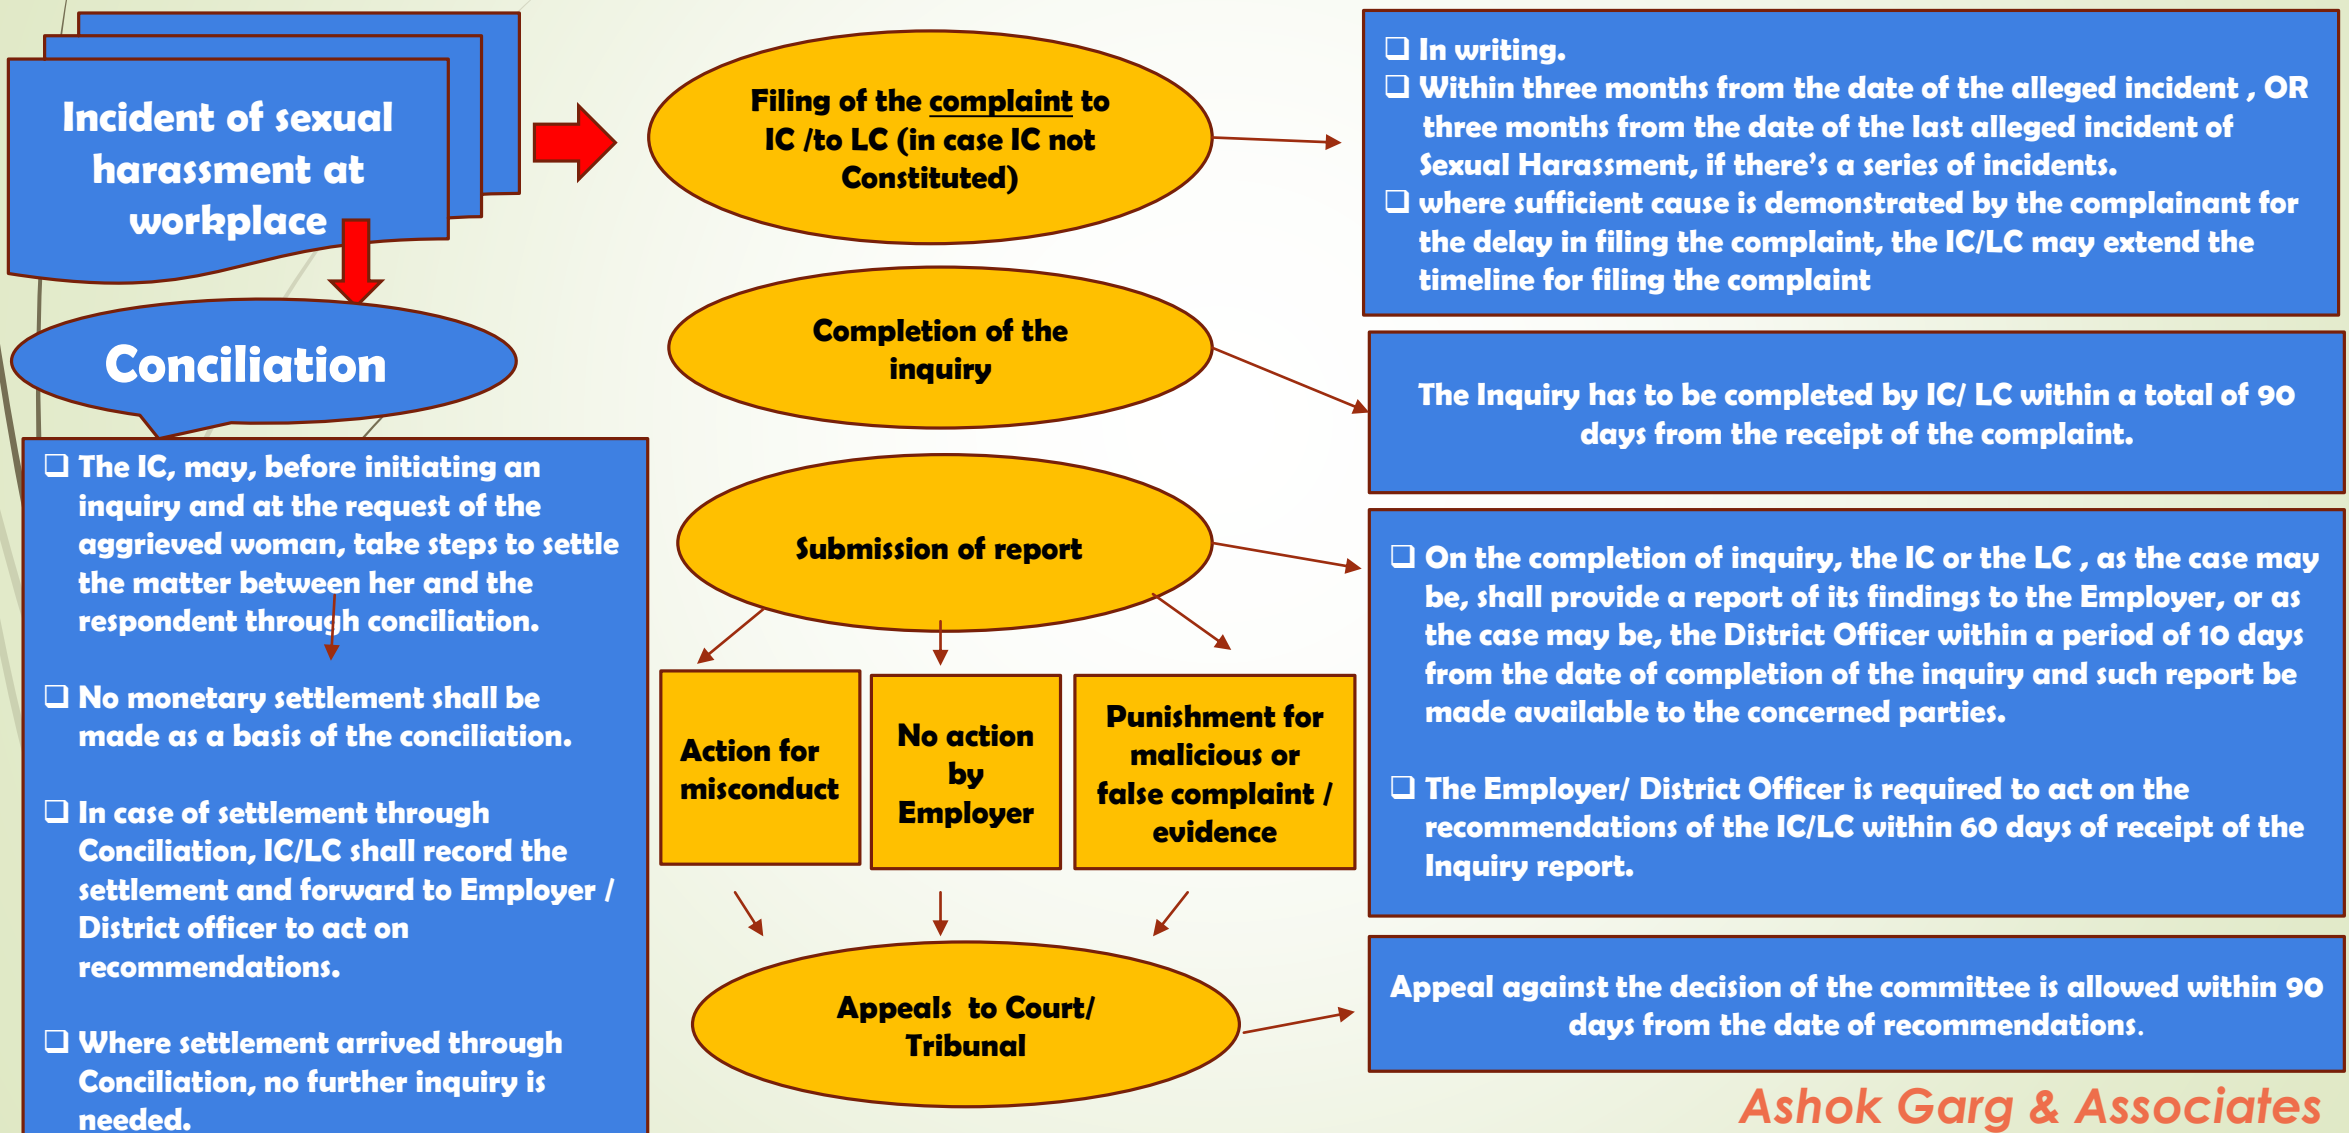 Incident of sexual
harassment at
workplace
Conciliation
❑ The IC, may, before initiating an
inquiry and at the request of the
aggrieved woman, take steps to settle
the matter between her and the
respondent through conciliation.
❑ No monetary settlement shall be
made as a basis of the conciliation.
❑ In case of settlement through
Conciliation, IC/LC shall record the
settlement and forward to Employer /
District officer to act on
recommendations.
❑ Where settlement arrived through
Conciliation, no further inquiry is
needed.
Filing of the complaint to
IC /to LC (in case IC not
Constituted)
❑ In writing.
❑ Within three months from the date of the alleged incident , OR
three months from the date of the last alleged incident of
Sexual Harassment, if there's a series of incidents.
❑ where sufficient cause is demonstrated by the complainant for
the delay in filing the complaint, the IC/LC may extend the
timeline for filing the complaint
Completion of the
inquiry
The Inquiry has to be completed by IC/ LC within a total of 90
days from the receipt of the complaint.
Submission of report
❑ On the completion of inquiry, the IC or the LC , as the case may
be, shall provide a report of its findings to the Employer, or as
the case may be, the District Officer within a period of 10 days
from the date of completion of the inquiry and such report be
made available to the concerned parties.
❑ The Employer/ District Officer is required to act on the
recommendations of the IC/LC within 60 days of receipt of the
Inquiry report.
Action for
misconduct
No action
by
Employer
Punishment for
malicious or
false complaint /
evidence
Appeals to Court/
Tribunal
Appeal against the decision of the committee is allowed within 90
days from the date of recommendations.
Ashok Garg & Associates